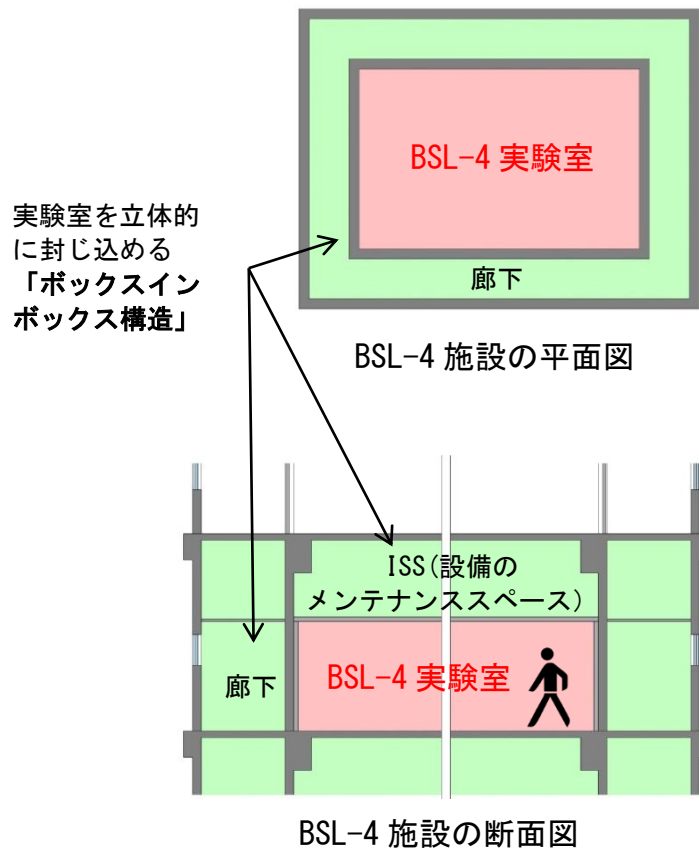 BSL-4 実験室
廊下
実験室を立体的
に封じ込める
「ボックスイン
ボックス構造」
BSL-4 施設の平面図
ISS(設備の
メンテナンススペース)
廊下
BSL-4 実験室
BSL-4 施設の断面図